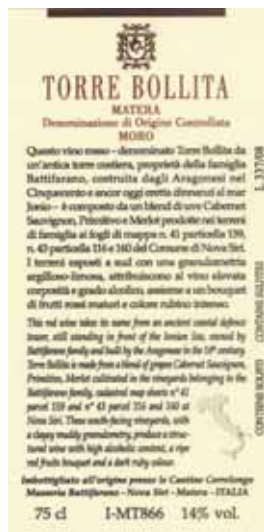 TORRE BOLLITA
MATERA
Denominazione di Origine Controllata
MORO
Questo vino rosso – denominato Torre Bollita da
un'antica torre costiera, proprietà della famiglia
Battifarano, costruita dagli Aragonesi nel
Cinquecento e ancor oggi eretta dinnanzi al mar
Jonio – è composto da un blend di uve Cabernet
Sauvignon, Primitivo e Merlot prodotte nei terreni
di famiglia ai fogli di mappa n. 41 particella 139,
n. 43 particella 116 e 160 del Comune di Nova Siri.
I terreni esposti a sud con una granulometria
argilloso-limosa, attribuiscono al vino elevata
corposità e grado alcolico, assieme a un bouquet
di frutti rossi maturi e colore rubino intenso.
This red wine takes its name from an ancient coastal defence
tower, still standing in front of the Ionian Sea, owned by
Battifarano family and built by the Aragonese in the 16th century.
Torre Bollita is made from a blend of grapes Cabernet Sauvignon,
Primitivo, Merlot cultivated in the vineyards belonging to the
Battifarano family, cadastral map sheets n° 41
parcel 139 and n° 43 parcel 116 and 160 at
Nova Siri. These south-facing vineyards, with
a clayey muddy granulometry, produce a struc-
tured wine with high alcoholic content, a ripe
red fruits bouquet and a dark ruby colour.
Imbottigliato all'origine presso le Cantine Cerrolongo
Masseria Battifarano - Nova Siri - Matera - ITALIA
75 cl I-MT866 14% vol.
CONTIENE SOLFITI CONTAINS SULFITES L. 337/08